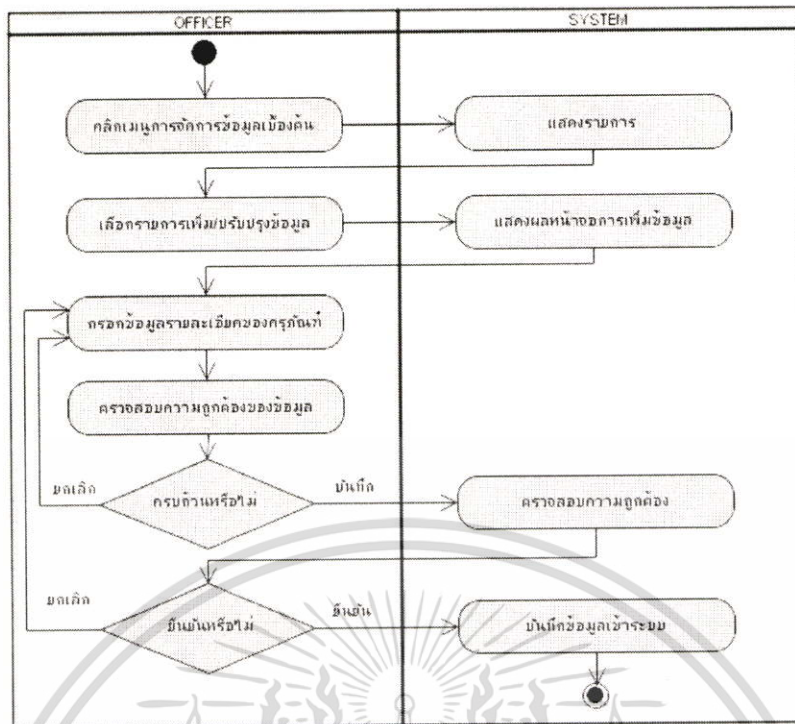 OFFICER
SYSTEM
คลิกเมนูการจัดการข้อมูลเบื้องต้น
แสดงรายการ
เลือกรายการเพิ่ม/ปรับปรุงข้อมูล
แสดงผลหน้าจอการเพิ่มข้อมูล
กรอกข้อมูลรายละเอียดของครุภัณฑ์
ตรวจสอบความถูกต้องของข้อมูล
ยกเลิก
ครบถ้วนหรือไม่
บันทึก
ตรวจสอบความถูกต้อง
ยกเลิก
ยืนยันหรือไม่
ยืนยัน
บันทึกข้อมูลเข้าระบบ